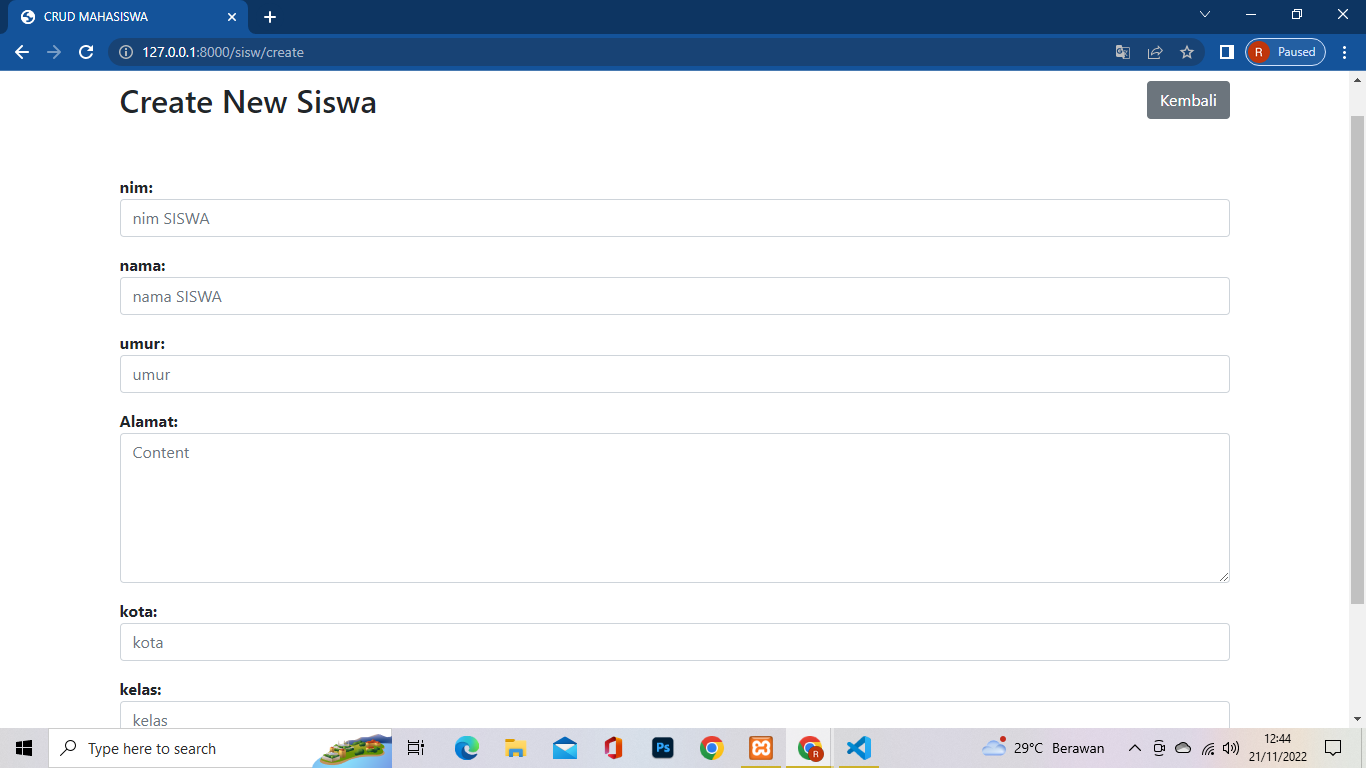 CRUD MAHASISWA
127.0.0.1:8000/sisw/create
R Paused
Create New Siswa
Kembali
nim:
nim SISWA
nama:
nama SISWA
umur:
umur
Alamat:
Content
kota:
kota
kelas:
kelas
Type here to search
Ps
R
29°C Berawan
12:44
21/11/2022